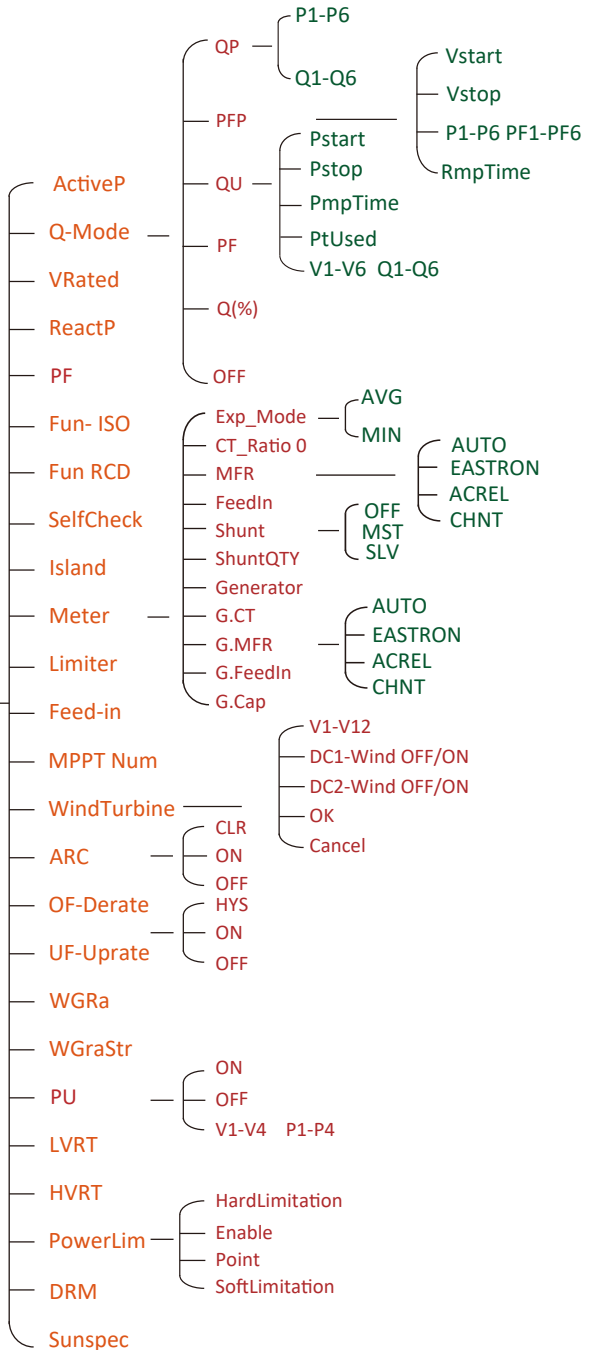 ActiveP
Q-Mode
QP
P1-P6
Q1-Q6
PFP
Vstart
Vstop
P1-P6 PF1-PF6
RmpTime
QU
Pstart
Pstop
PmpTime
PtUsed
V1-V6 Q1-Q6
PF
Q(%)
OFF
VRated
ReactP
PF
Fun- ISO
Fun RCD
SelfCheck
Island
Meter
Exp_Mode
AVG
MIN
CT_Ratio 0
MFR
AUTO
EASTRON
ACREL
CHNT
FeedIn
Shunt
OFF
MST
SLV
ShuntQTY
Generator
G.CT
G.MFR
AUTO
EASTRON
ACREL
CHNT
G.FeedIn
G.Cap
Limiter
Feed-in
MPPT Num
WindTurbine
V1-V12
DC1-Wind OFF/ON
DC2-Wind OFF/ON
OK
Cancel
ARC
CLR
ON
OFF
OF-Derate
UF-Uprate
HYS
ON
OFF
WGRa
WGraStr
PU
ON
OFF
V1-V4 P1-P4
LVRT
HVRT
PowerLim
HardLimitation
Enable
Point
SoftLimitation
DRM
Sunspec